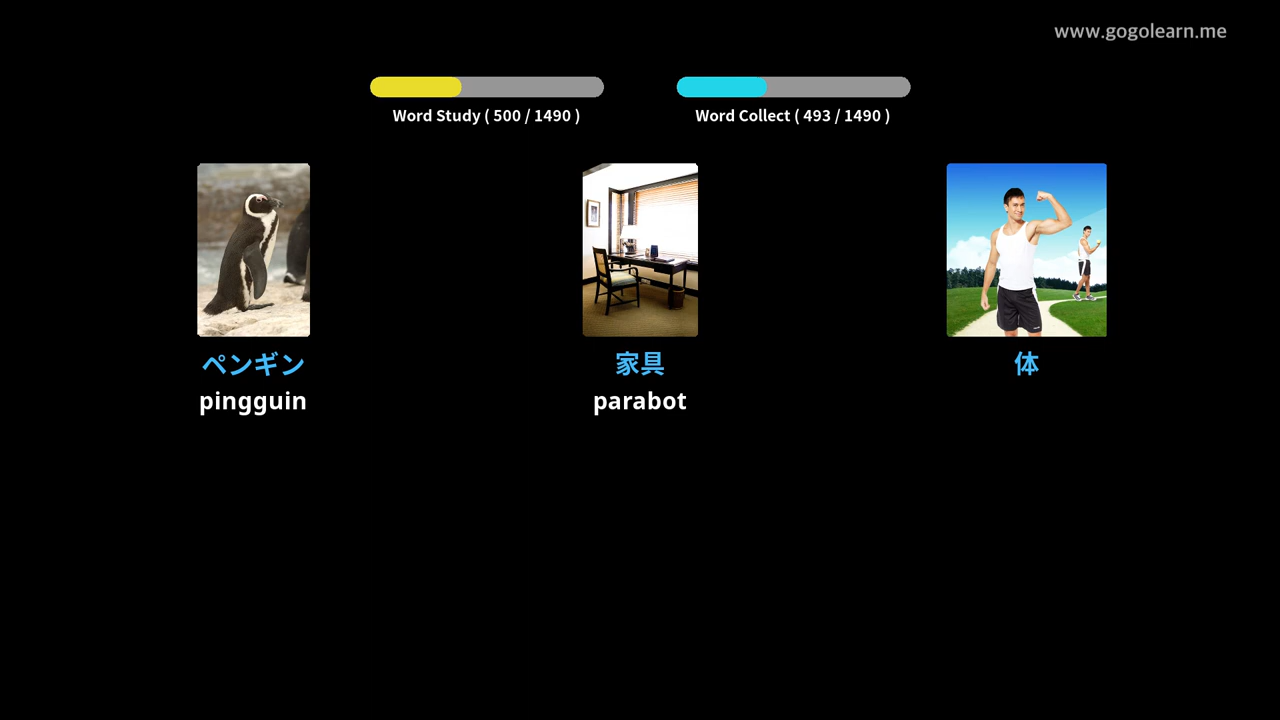 www.gogolearn.me
Word Study ( 500 / 1490 )
Word Collect ( 493 / 1490 )
ペンギン
pingguin
家具
parabot
体